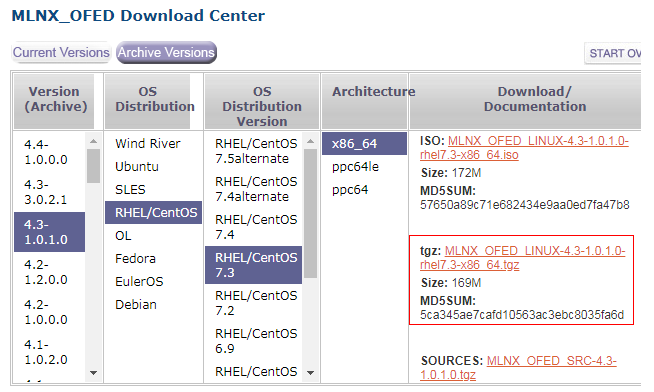 MLNX_OFED Download Center
Current Versions
Archive Versions
START OV
Version
(Archive)
OS
Distribution
OS
Distribution
Version
Architecture
Download/
Documentation
4.4-
1.0.0.0
4.3-
3.0.2.1
4.3-
1.0.1.0
4.2-
1.2.0.0
4.2-
1.0.0.0
4.1-
1.0.2.0
Wind River
Ubuntu
SLES
RHEL/CentOS
OL
Fedora
EulerOS
Debian
RHEL/CentOS
7.5alternate
RHEL/CentOS
7.4alternate
RHEL/CentOS
7.4
RHEL/CentOS
7.3
RHEL/CentOS
7.2
RHEL/CentOS
6.9
RHEL/CentOS
x86_64
ppc64le
ppc64
ISO: MLNX_OFED_LINUX-4.3-1.0.1.0-
rhel7.3-x86_64.iso
Size: 172M
MD5SUM:
57650a89c71e682434e9aa0ed7fa47b8
tgz: MLNX_OFED_LINUX-4.3-1.0.1.0-
rhel7.3-x86_64.tgz
Size: 169M
MD5SUM:
5ca345ae7cafd10563ac3ebc8035fa6d
SOURCES: MLNX_OFED_SRC-4.3-
1.0.1.0.tgz